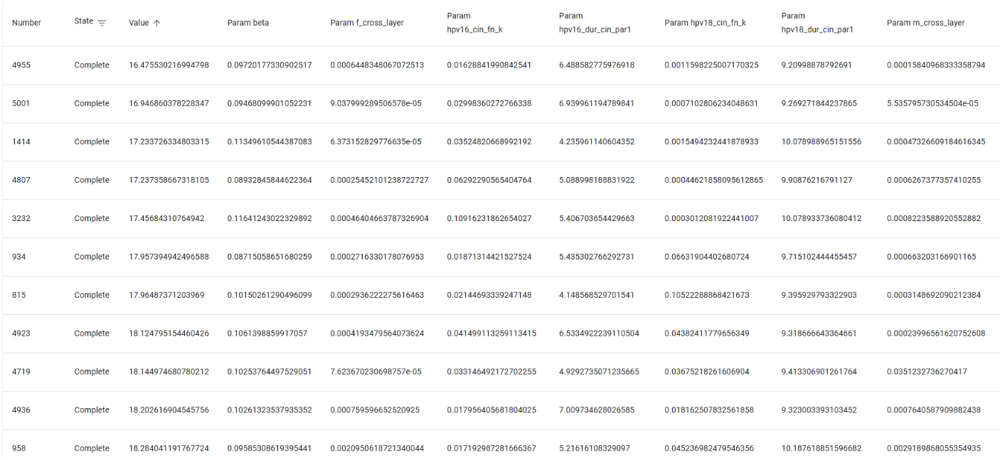 Number State Value Param beta Param f_cross_layer Param hpv16_cin_fn_k Param hpv16_dur_cin_par1 Param hpv18_cin_fn_k Param hpv18_dur_cin_par1 Param m_cross_layer
4955 Complete 16.475530216994798 0.09720177330902517 0.0006448348067072513 0.01628841990842541 6.488582775976918 0.0011598225007170325 9.20998878792691 0.00015840968333358794
5001 Complete 16.946860378228347 0.09468099901052231 9.037999289506578e-05 0.02998360272766338 6.939961194789841 0.0007102806234048631 9.269271844237865 5.535795730534504e-05
1414 Complete 17.233726334803315 0.11349610544387083 6.373152829776635e-05 0.03524820668992192 4.235961140604352 0.0015494232441878933 10.078988965151556 0.00047326609184616345
4807 Complete 17.237358667318105 0.08932845844622364 0.00025452101238722727 0.06292290565404764 5.088998188831922 0.00044621858095612865 9.90876216791127 0.0006267377357410255
3232 Complete 17.45684310764942 0.11641243022329892 0.00046404663787326904 0.10916231862654027 5.406703654429663 0.0003012081922441007 10.078933736080412 0.0008223588920552882
934 Complete 17.957394942496588 0.08715058651680259 0.0002716330178076953 0.01871314421527524 5.435302766292731 0.06631904402680724 9.715102444455457 0.000663203166901165
815 Complete 17.96487371203969 0.10150261290496099 0.0002936222275616463 0.02144693339247148 4.148568529701541 0.10522288868421673 9.395929793322903 0.0003148692090212384
4923 Complete 18.124795154460426 0.1061398859917057 0.0004193479564073624 0.041499113259113415 6.5334922239110504 0.04382411779656349 9.318666643364661 0.00023996561620752608
4719 Complete 18.144974680780212 0.10253764497529051 7.623670230698757e-05 0.033146492172702255 4.9292735071235665 0.03675218261606904 9.413306901261764 0.0351232736270417
4936 Complete 18.202616904545756 0.10261323537935352 0.000759596652520925 0.017956405681804025 7.009734628026585 0.018162507832561858 9.323003393103452 0.0007640587909882438
958 Complete 18.284041191767724 0.09585308619395441 0.0020950618721340044 0.017192987281666367 5.21616108329097 0.045236982479546356 10.187618851596682 0.0029189868055354935